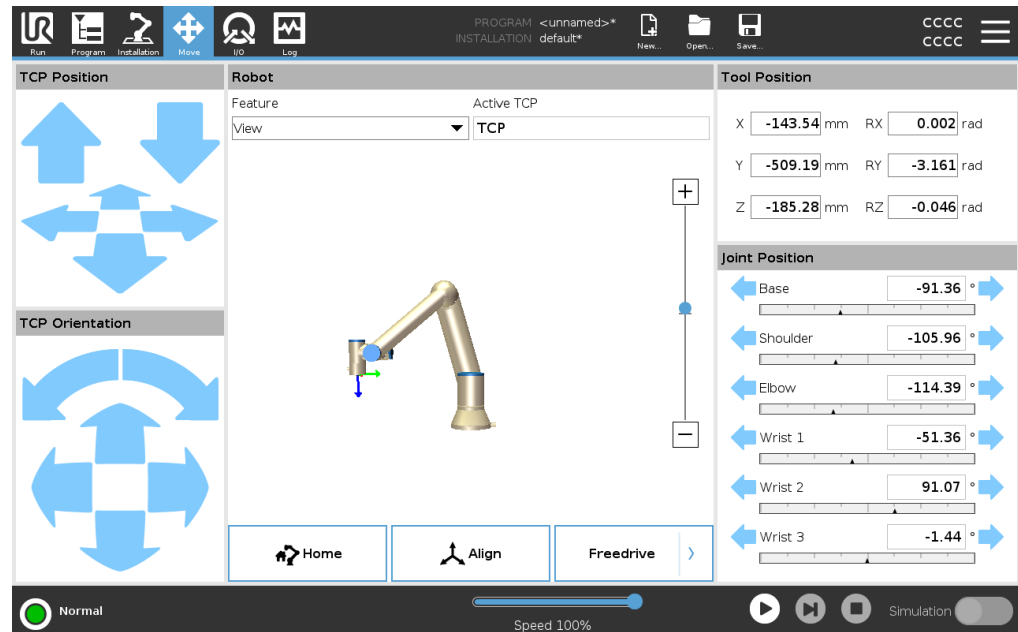 UR
Run Program Installation Move I/O Log
PROGRAM <unnamed>*
INSTALLATION default*
New... Open... Save...
CCCC
CCCC
TCP Position
Robot
Feature Active TCP
View TCP
TCP Orientation
Home Align Freedrive
Tool Position
X -143.54 mm RX 0.002 rad
Y -509.19 mm RY -3.161 rad
Z -185.28 mm RZ -0.046 rad
Joint Position
Base -91.36 °
Shoulder -105.96 °
Elbow -114.39 °
Wrist 1 -51.36 °
Wrist 2 91.07 °
Wrist 3 -1.44 °
Normal
Speed 100%
Simulation